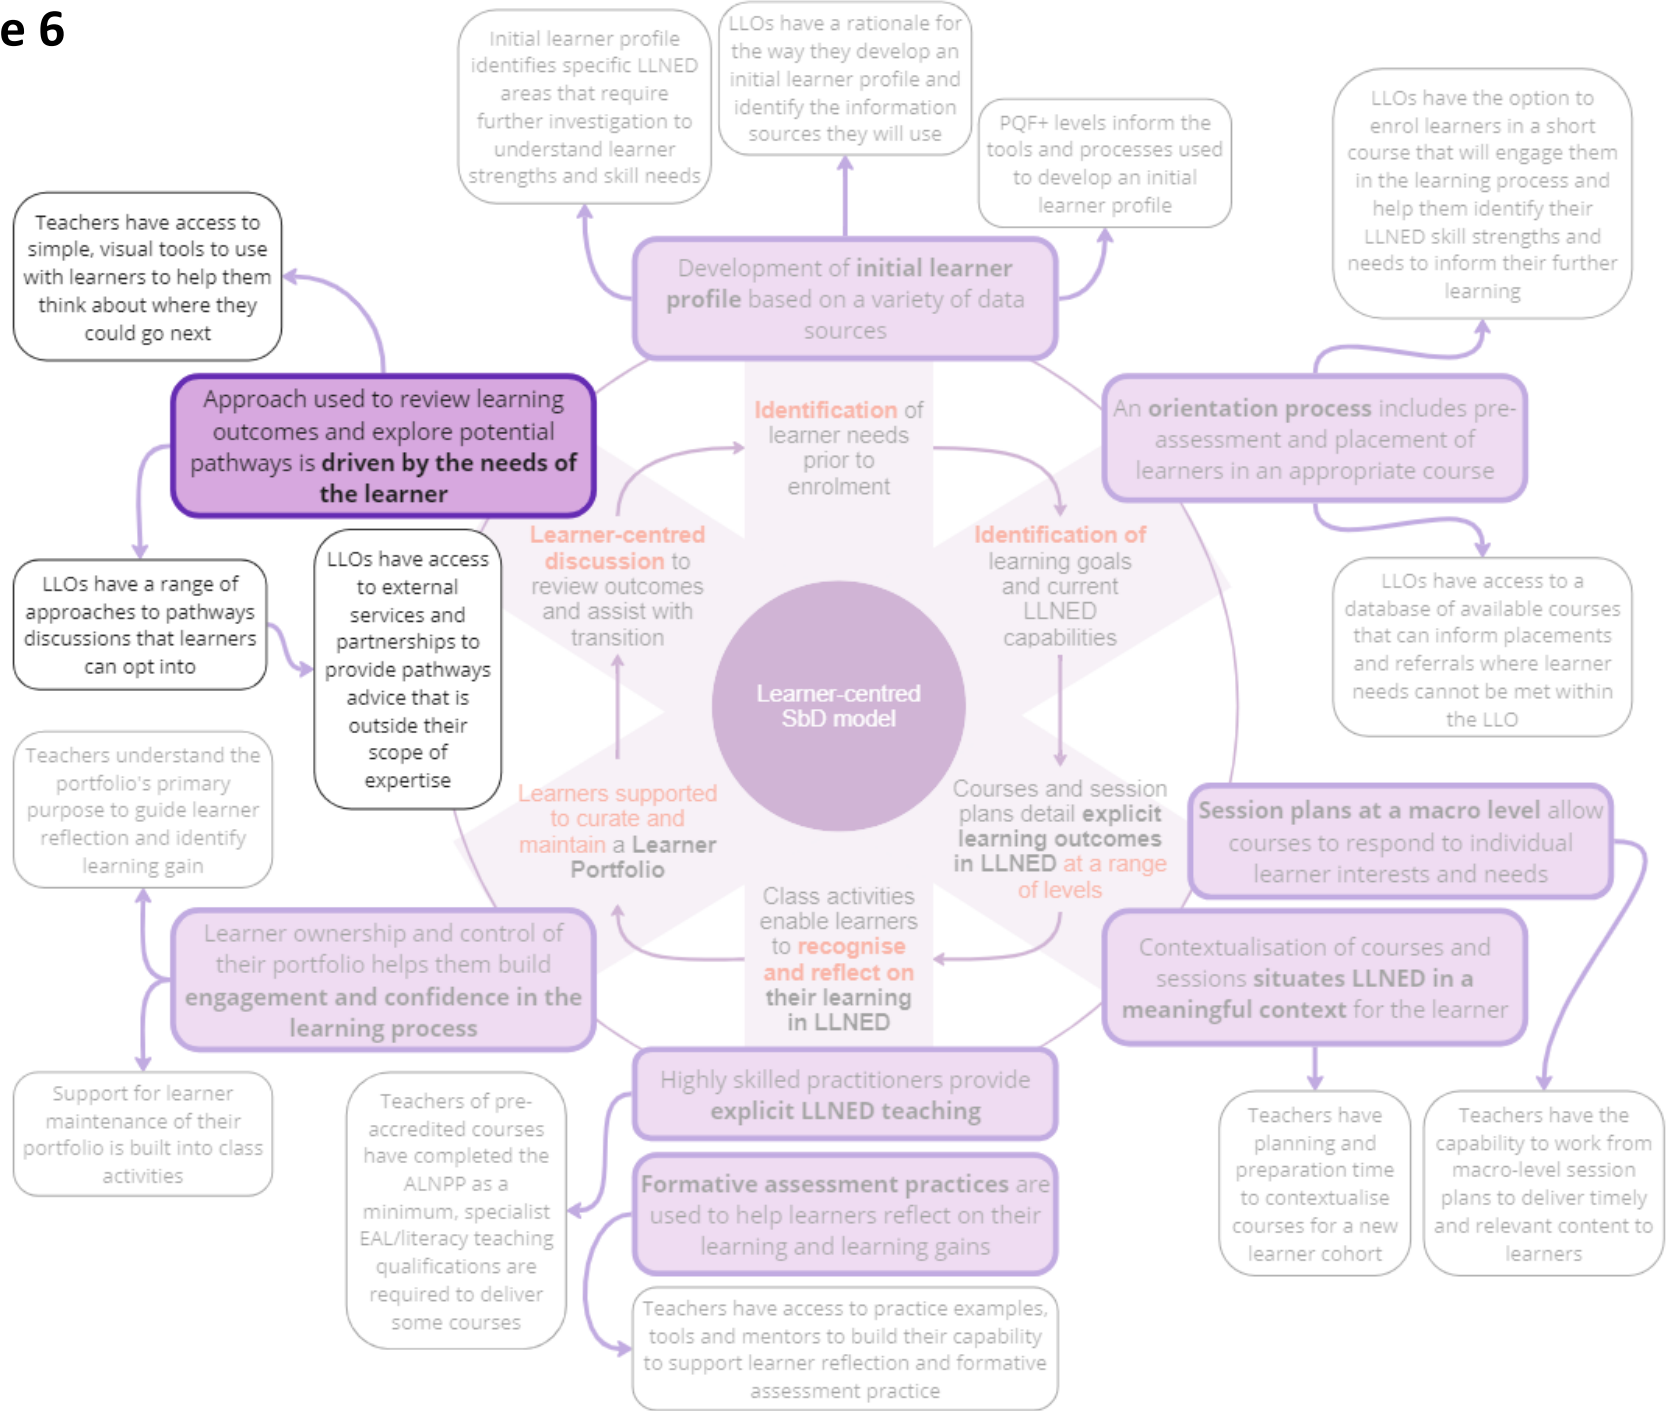 e 6
Initial learner profile
identifies specific LLNED
areas that require
further investigation to
understand learner
strengths and skill needs
LLOs have a rationale for
the way they develop an
initial learner profile and
identify the information
sources they will use
PQF+ levels inform the
tools and processes used
to develop an initial
learner profile
LLOs have the option to
enrol learners in a short
course that will engage them
in the learning process and
help them identify their
LLNED skill strengths and
needs to inform their further
learning
Teachers have access to
simple, visual tools to use
with learners to help them
think about where they
could go next
Development of initial learner
profile based on a variety of data
sources
Approach used to review learning
outcomes and explore potential
pathways is driven by the needs of
the learner
An orientation process includes pre-
assessment and placement of
learners in an appropriate course
Identification of
learner needs
prior to
enrolment
Learner-centred
discussion to
review outcomes
and assist with
transition
Identification of
learning goals
and current
LLNED
capabilities
LLOs have a range of
approaches to pathways
discussions that learners
can opt into
LLOs have access
to external
services and
partnerships to
provide pathways
advice that is
outside their
scope of
expertise
LLOs have access to a
database of available courses
that can inform placements
and referrals where learner
needs cannot be met within
the LLO
Learner-centred
SbD model
Teachers understand the
portfolio's primary
purpose to guide learner
reflection and identify
learning gain
Learners supported
to curate and
maintain a Learner
Portfolio
Courses and session
plans detail explicit
learning outcomes
in LLNED at a range
of levels
Session plans at a macro level allow
courses to respond to individual
learner interests and needs
Class activities
enable learners
to recognise
and reflect on
their learning
in LLNED
Learner ownership and control of
their portfolio helps them build
engagement and confidence in the
learning process
Contextualisation of courses and
sessions situates LLNED in a
meaningful context for the learner
Highly skilled practitioners provide
explicit LLNED teaching
Support for learner
maintenance of their
portfolio is built into class
activities
Teachers of pre-
accredited courses
have completed the
ALNPP as a
minimum, specialist
EAL/literacy teaching
qualifications are
required to deliver
some courses
Formative assessment practices are
used to help learners reflect on their
learning and learning gains
Teachers have
planning and
preparation time
to contextualise
courses for a new
learner cohort
Teachers have the
capability to work from
macro-level session
plans to deliver timely
and relevant content to
learners
Teachers have access to practice examples,
tools and mentors to build their capability
to support learner reflection and formative
assessment practice